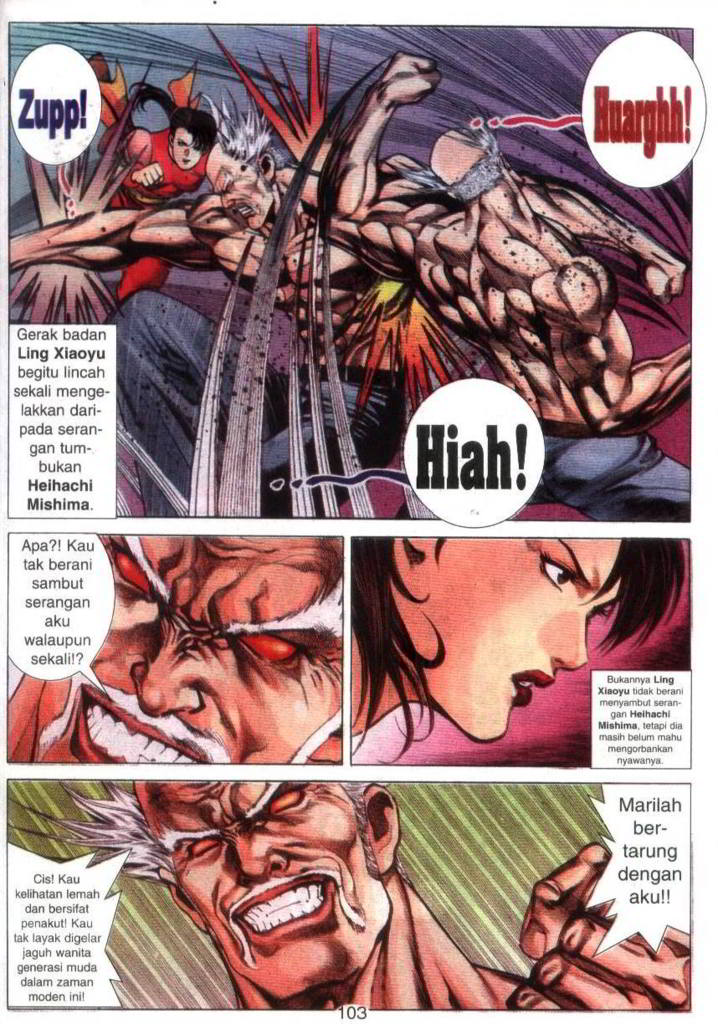 Zupp!
Huarghh!
Gerak badan
Ling Xiaoyu
begitu lincah
sekali menge-
lakkan dari-
pada seran-
gan tum-
bukan
Heihachi
Mishima.
Hiah!
Apa?! Kau
tak berani
sambut
serangan
aku
walaupun
sekali!?
Bukannya Ling
Xiaoyu tidak berani
menyambut seran-
gan Heihachi
Mishima, tetapi dia
masih belum mahu
mengorbankan
nyawanya.
Cis! Kau
kelihatan lemah
dan bersifat
penakut! Kau
tak layak digelar
jaguh wanita
generasi muda
dalam zaman
moden ini!
Marilah
ber-
tarung
dengan
aku!!
103